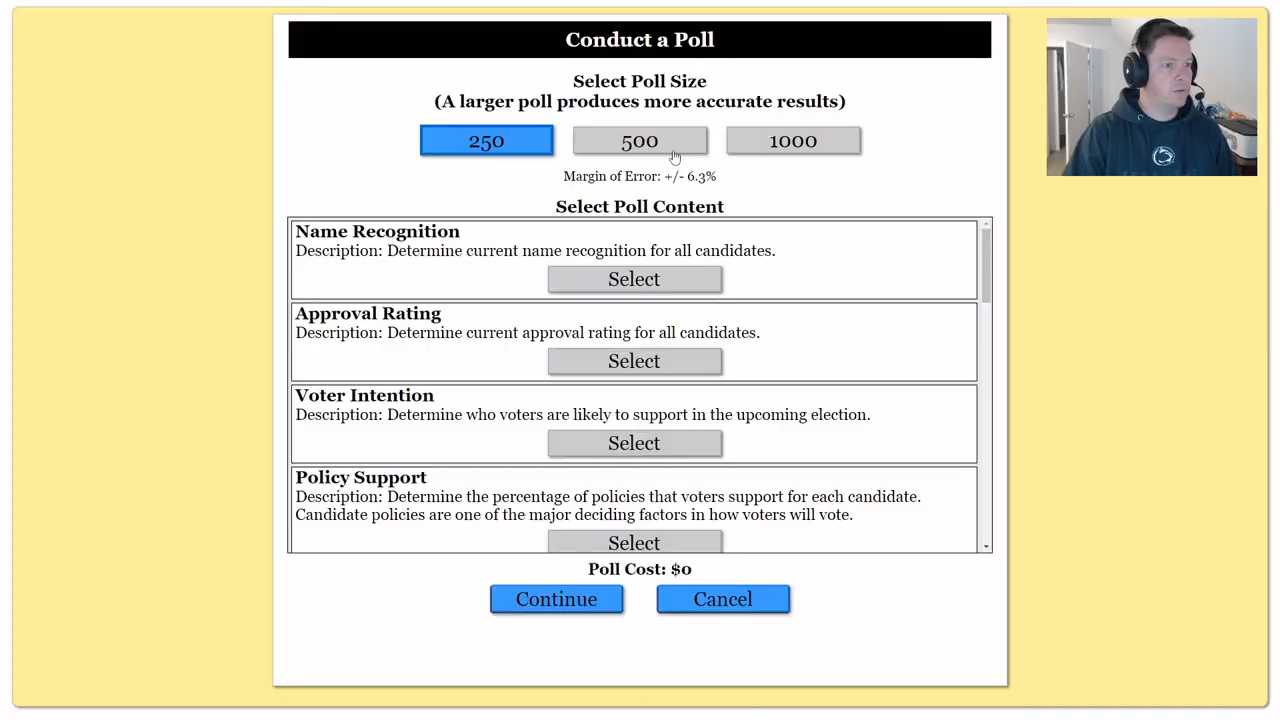 Conduct a Poll
Select Poll Size
(A larger poll produces more accurate results)
250 500 1000
Margin of Error: +/- 6.3%
Select Poll Content
Name Recognition
Description: Determine current name recognition for all candidates.
Select
Approval Rating
Description: Determine current approval rating for all candidates.
Select
Voter Intention
Description: Determine who voters are likely to support in the upcoming election.
Select
Policy Support
Description: Determine the percentage of policies that voters support for each candidate.
Candidate policies are one of the major deciding factors in how voters will vote.
Select
Poll Cost: $0
Continue Cancel